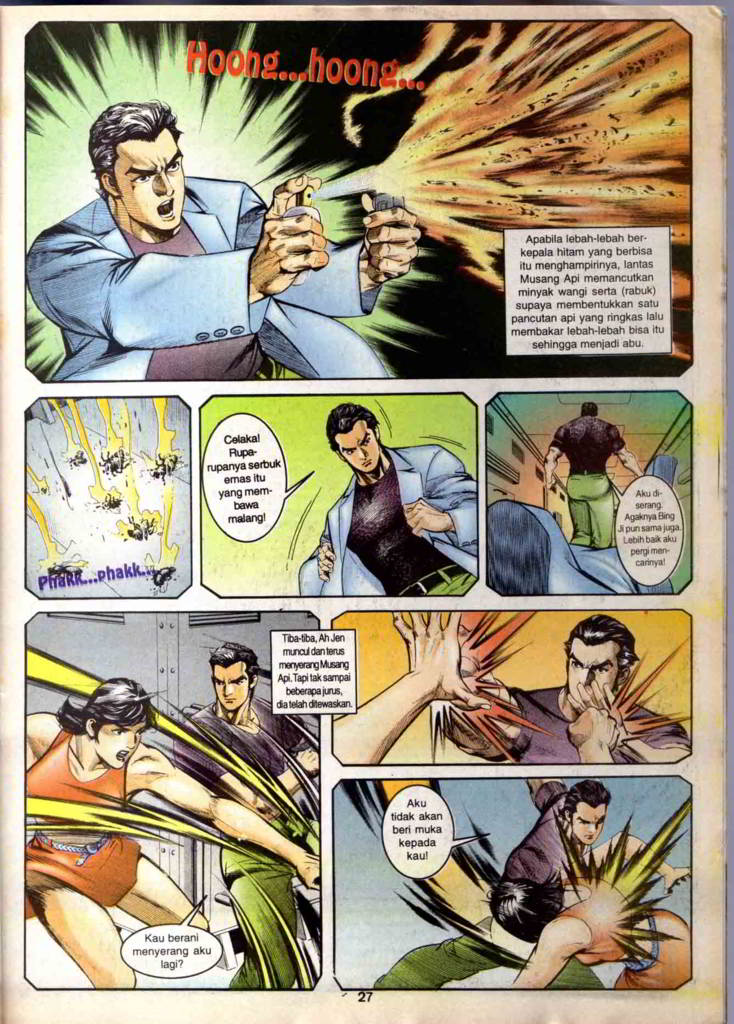 Hoong...hoong...
Apabila lebah-lebah ber-
kepala hitam yang berbisa
itu menghampirinya, lantas
Musang Api memancutkan
minyak wangi serta (rabuk)
supaya membentukkan satu
pancutan api yang ringkas lalu
membakar lebah-lebah bisa itu
sehingga menjadi abu.
Phakk...phakk...
Celaka!
Rupa-
rupanya serbuk
emas itu
yang mem-
bawa
malang!
Aku di-
serang.
Agaknya Bing
Ji pun sama juga.
Lebih baik aku
pergi men-
carinya!
Tiba-tiba, Ah Jen
muncul dan terus
menyerang Musang
Api. Tapi tak sampai
beberapa jurus,
dia telah ditewaskan.
Kau berani
menyerang aku
lagi?
Aku
tidak akan
beri muka
kepada
kau!
27